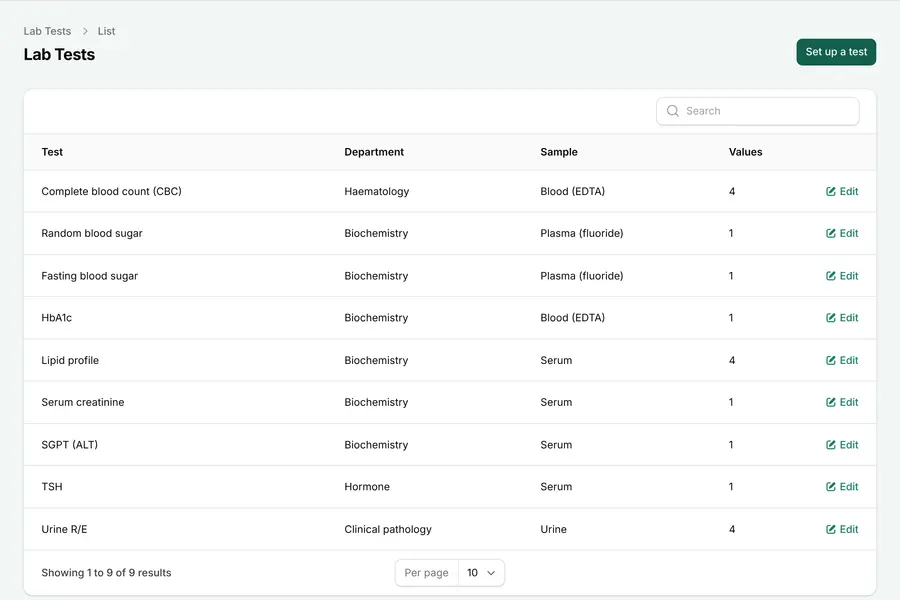 Lab Tests > List
Lab Tests
Set up a test
Search
Test Department Sample Values
Complete blood count (CBC) Haematology Blood (EDTA) 4 Edit
Random blood sugar Biochemistry Plasma (fluoride) 1 Edit
Fasting blood sugar Biochemistry Plasma (fluoride) 1 Edit
HbA1c Biochemistry Blood (EDTA) 1 Edit
Lipid profile Biochemistry Serum 4 Edit
Serum creatinine Biochemistry Serum 1 Edit
SGPT (ALT) Biochemistry Serum 1 Edit
TSH Hormone Serum 1 Edit
Urine R/E Clinical pathology Urine 4 Edit
Showing 1 to 9 of 9 results Per page 10